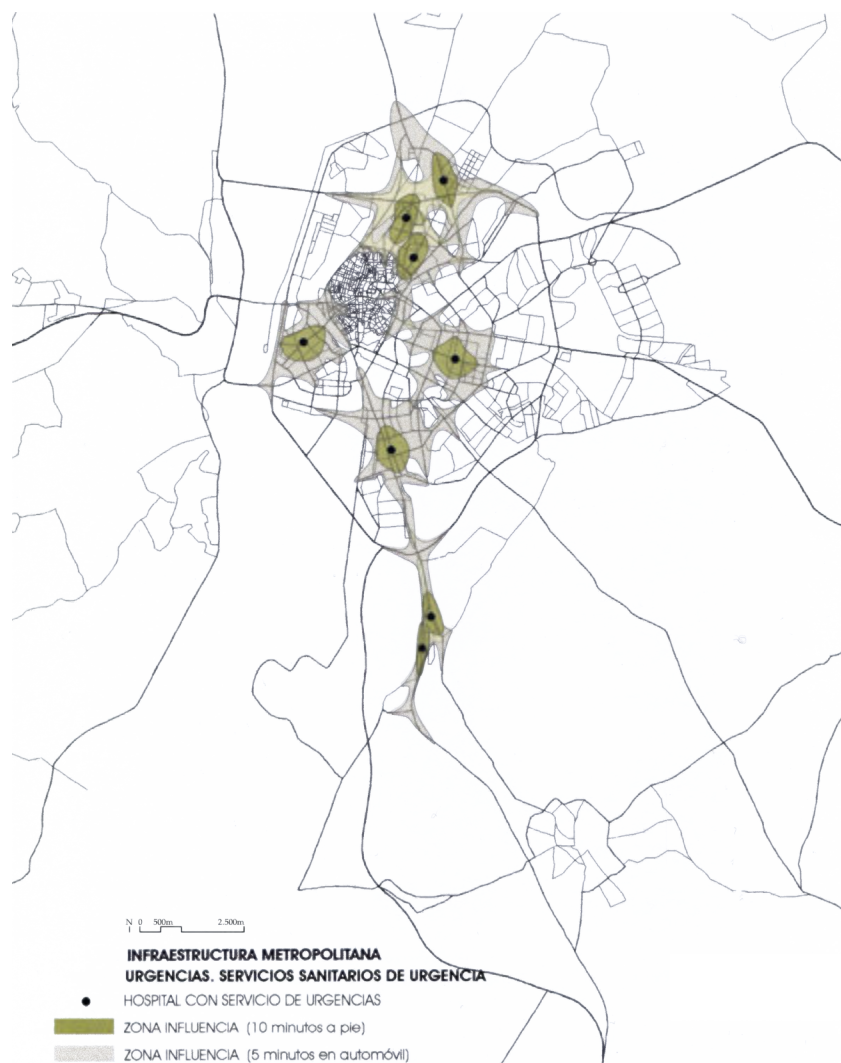 N 0 500m 2.500m
INFRAESTRUCTURA METROPOLITANA
URGENCIAS. SERVICIOS SANITARIOS DE URGENCIA
HOSPITAL CON SERVICIO DE URGENCIAS
ZONA INFLUENCIA (10 minutos a pie)
ZONA INFLUENCIA (5 minutos en automóvil)